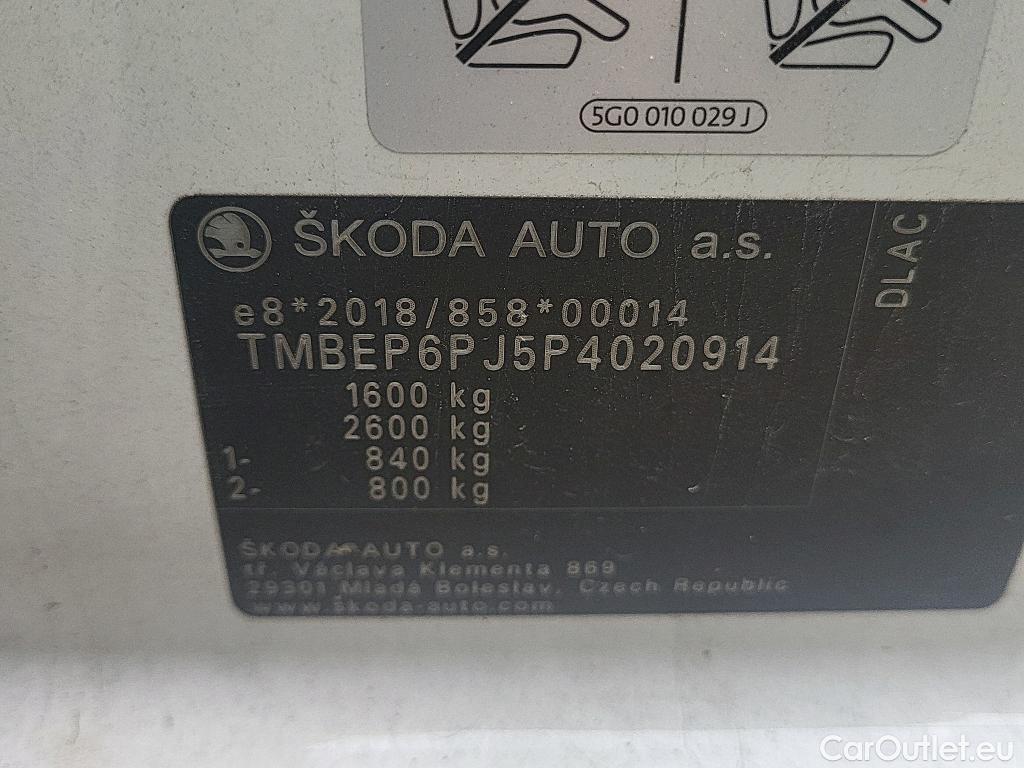 5G0 010 029 J
ŠKODA AUTO a.s.
DLAC
e8*2018/858*00014
TMBEP6PJ5P4020914
1600 kg
2600 kg
1- 840 kg
2- 800 kg
ŠKODA AUTO a.s.
tř. Václava Klementa 869
29301 Mladá Boleslav, Czech Republic
www.škoda-auto.com
CarOutlet.eu